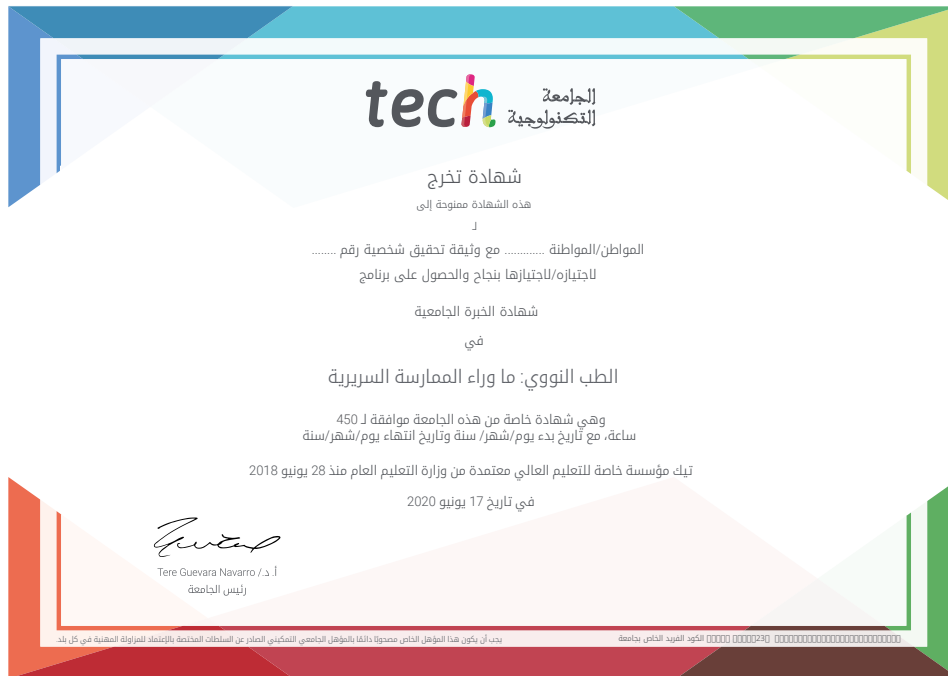 tech الجامعة
التكنولوجية
شهادة تخرج
هذه الشهادة ممنوحة إلى
لـ
المواطن/المواطنة ............. مع وثيقة تحقيق شخصية رقم ........
لاجتيازه/لاجتيازها بنجاح والحصول على برنامج
شهادة الخبرة الجامعية
في
الطب النووي: ما وراء الممارسة السريرية
وهي شهادة خاصة من هذه الجامعة موافقة لـ 450
ساعة، مع تاريخ بدء يوم/شهر/ سنة وتاريخ انتهاء يوم/شهر/سنة
تيك مؤسسة خاصة للتعليم العالي معتمدة من وزارة التعليم العام منذ 28 يونيو 2018
في تاريخ 17 يونيو 2020
أ. د./ Tere Guevara Navarro
رئيس الجامعة
يجب أن يكون هذا المؤهل الخاص مصحوبًا دائمًا بالمؤهل الجامعي التمكيني الصادر عن السلطات المختصة بالإعتماد للمزاولة المهنية في كل بلد.
الكود الفريد الخاص بجامعة